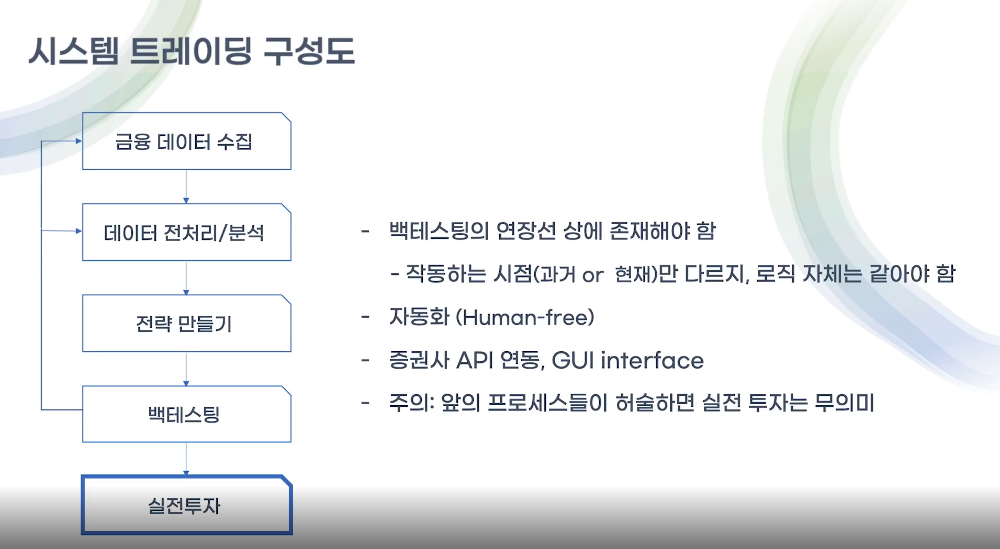 시스템 트레이딩 구성도
금융 데이터 수집
데이터 전처리/분석
전략 만들기
백테스팅
실전투자
- 백테스팅의 연장선 상에 존재해야 함
- 작동하는 시점(과거 or 현재)만 다르지, 로직 자체는 같아야 함
- 자동화 (Human-free)
- 증권사 API 연동, GUI interface
- 주의: 앞의 프로세스들이 허술하면 실전 투자는 무의미